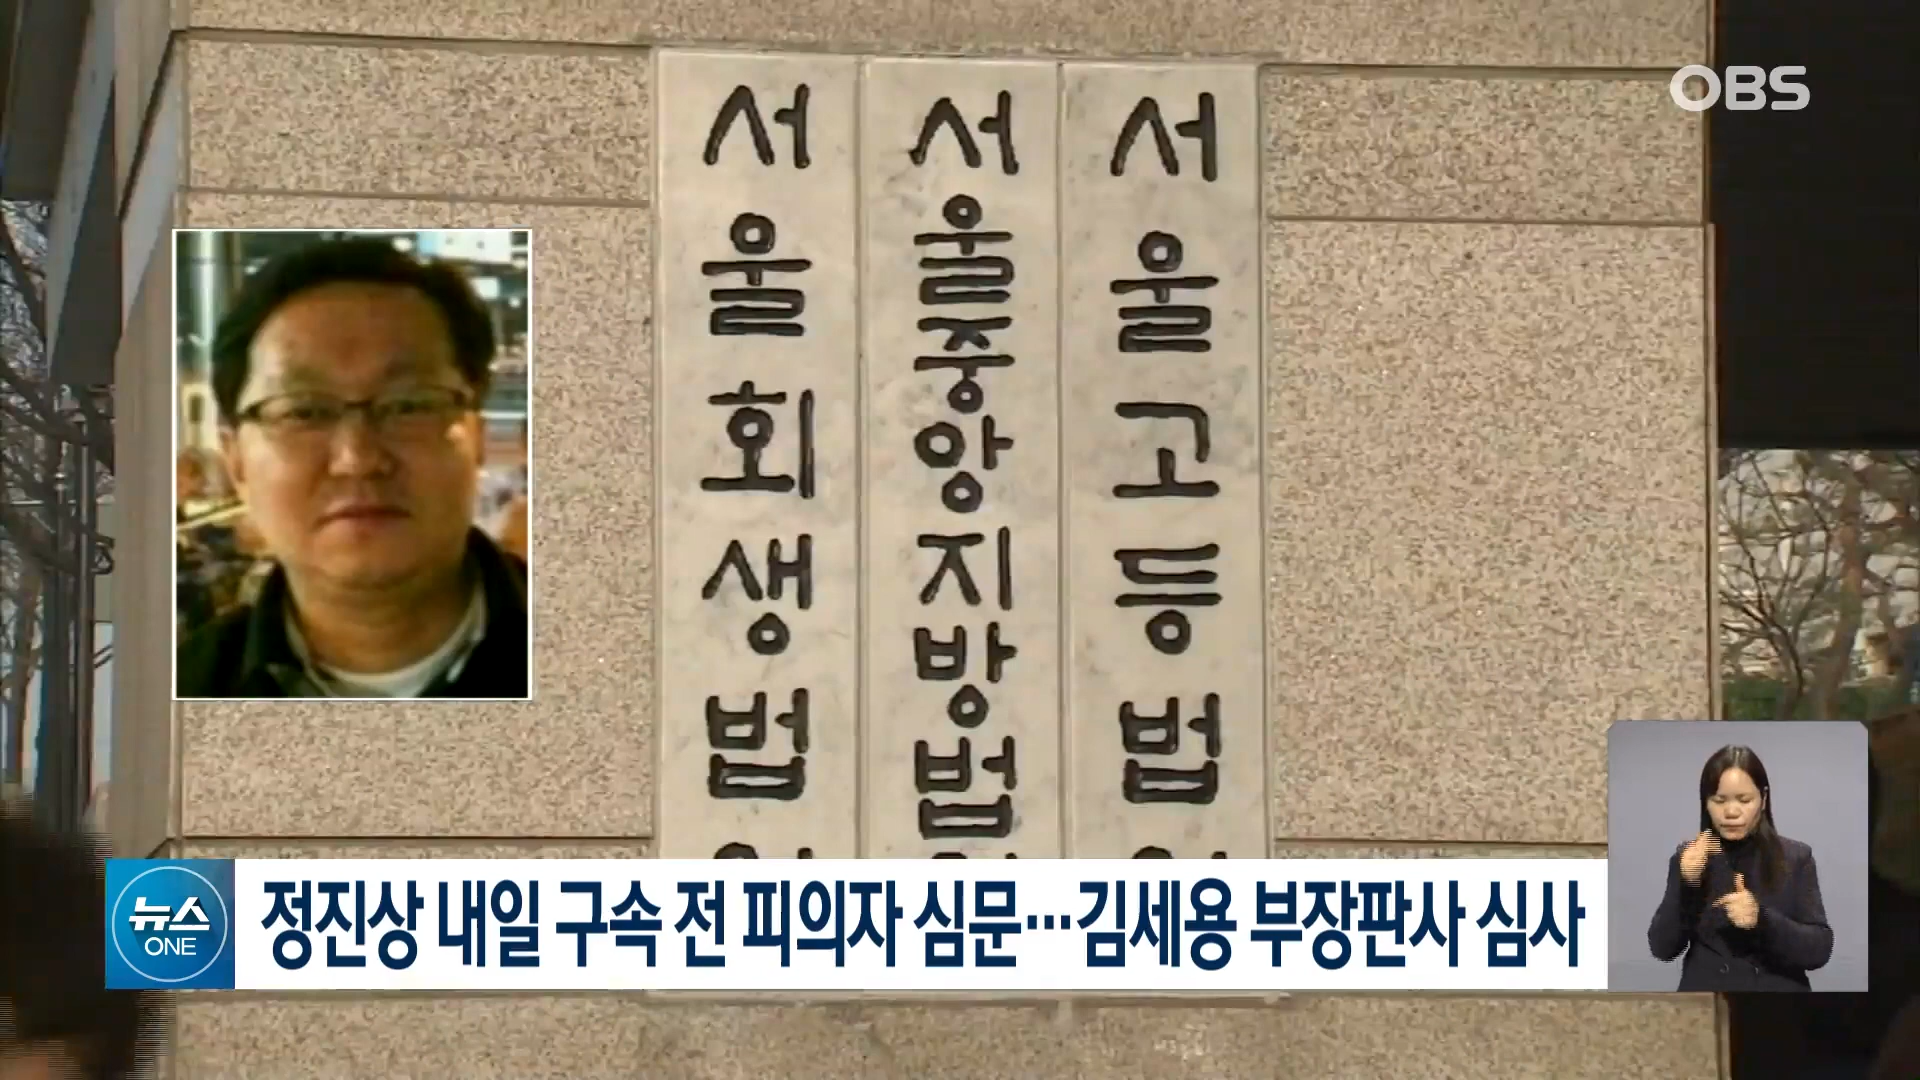 OBS
서울회생법
서울중앙지방법
서울고등법
뉴스
ONE
정진상 내일 구속 전 피의자 심문…김세용 부장판사 심사